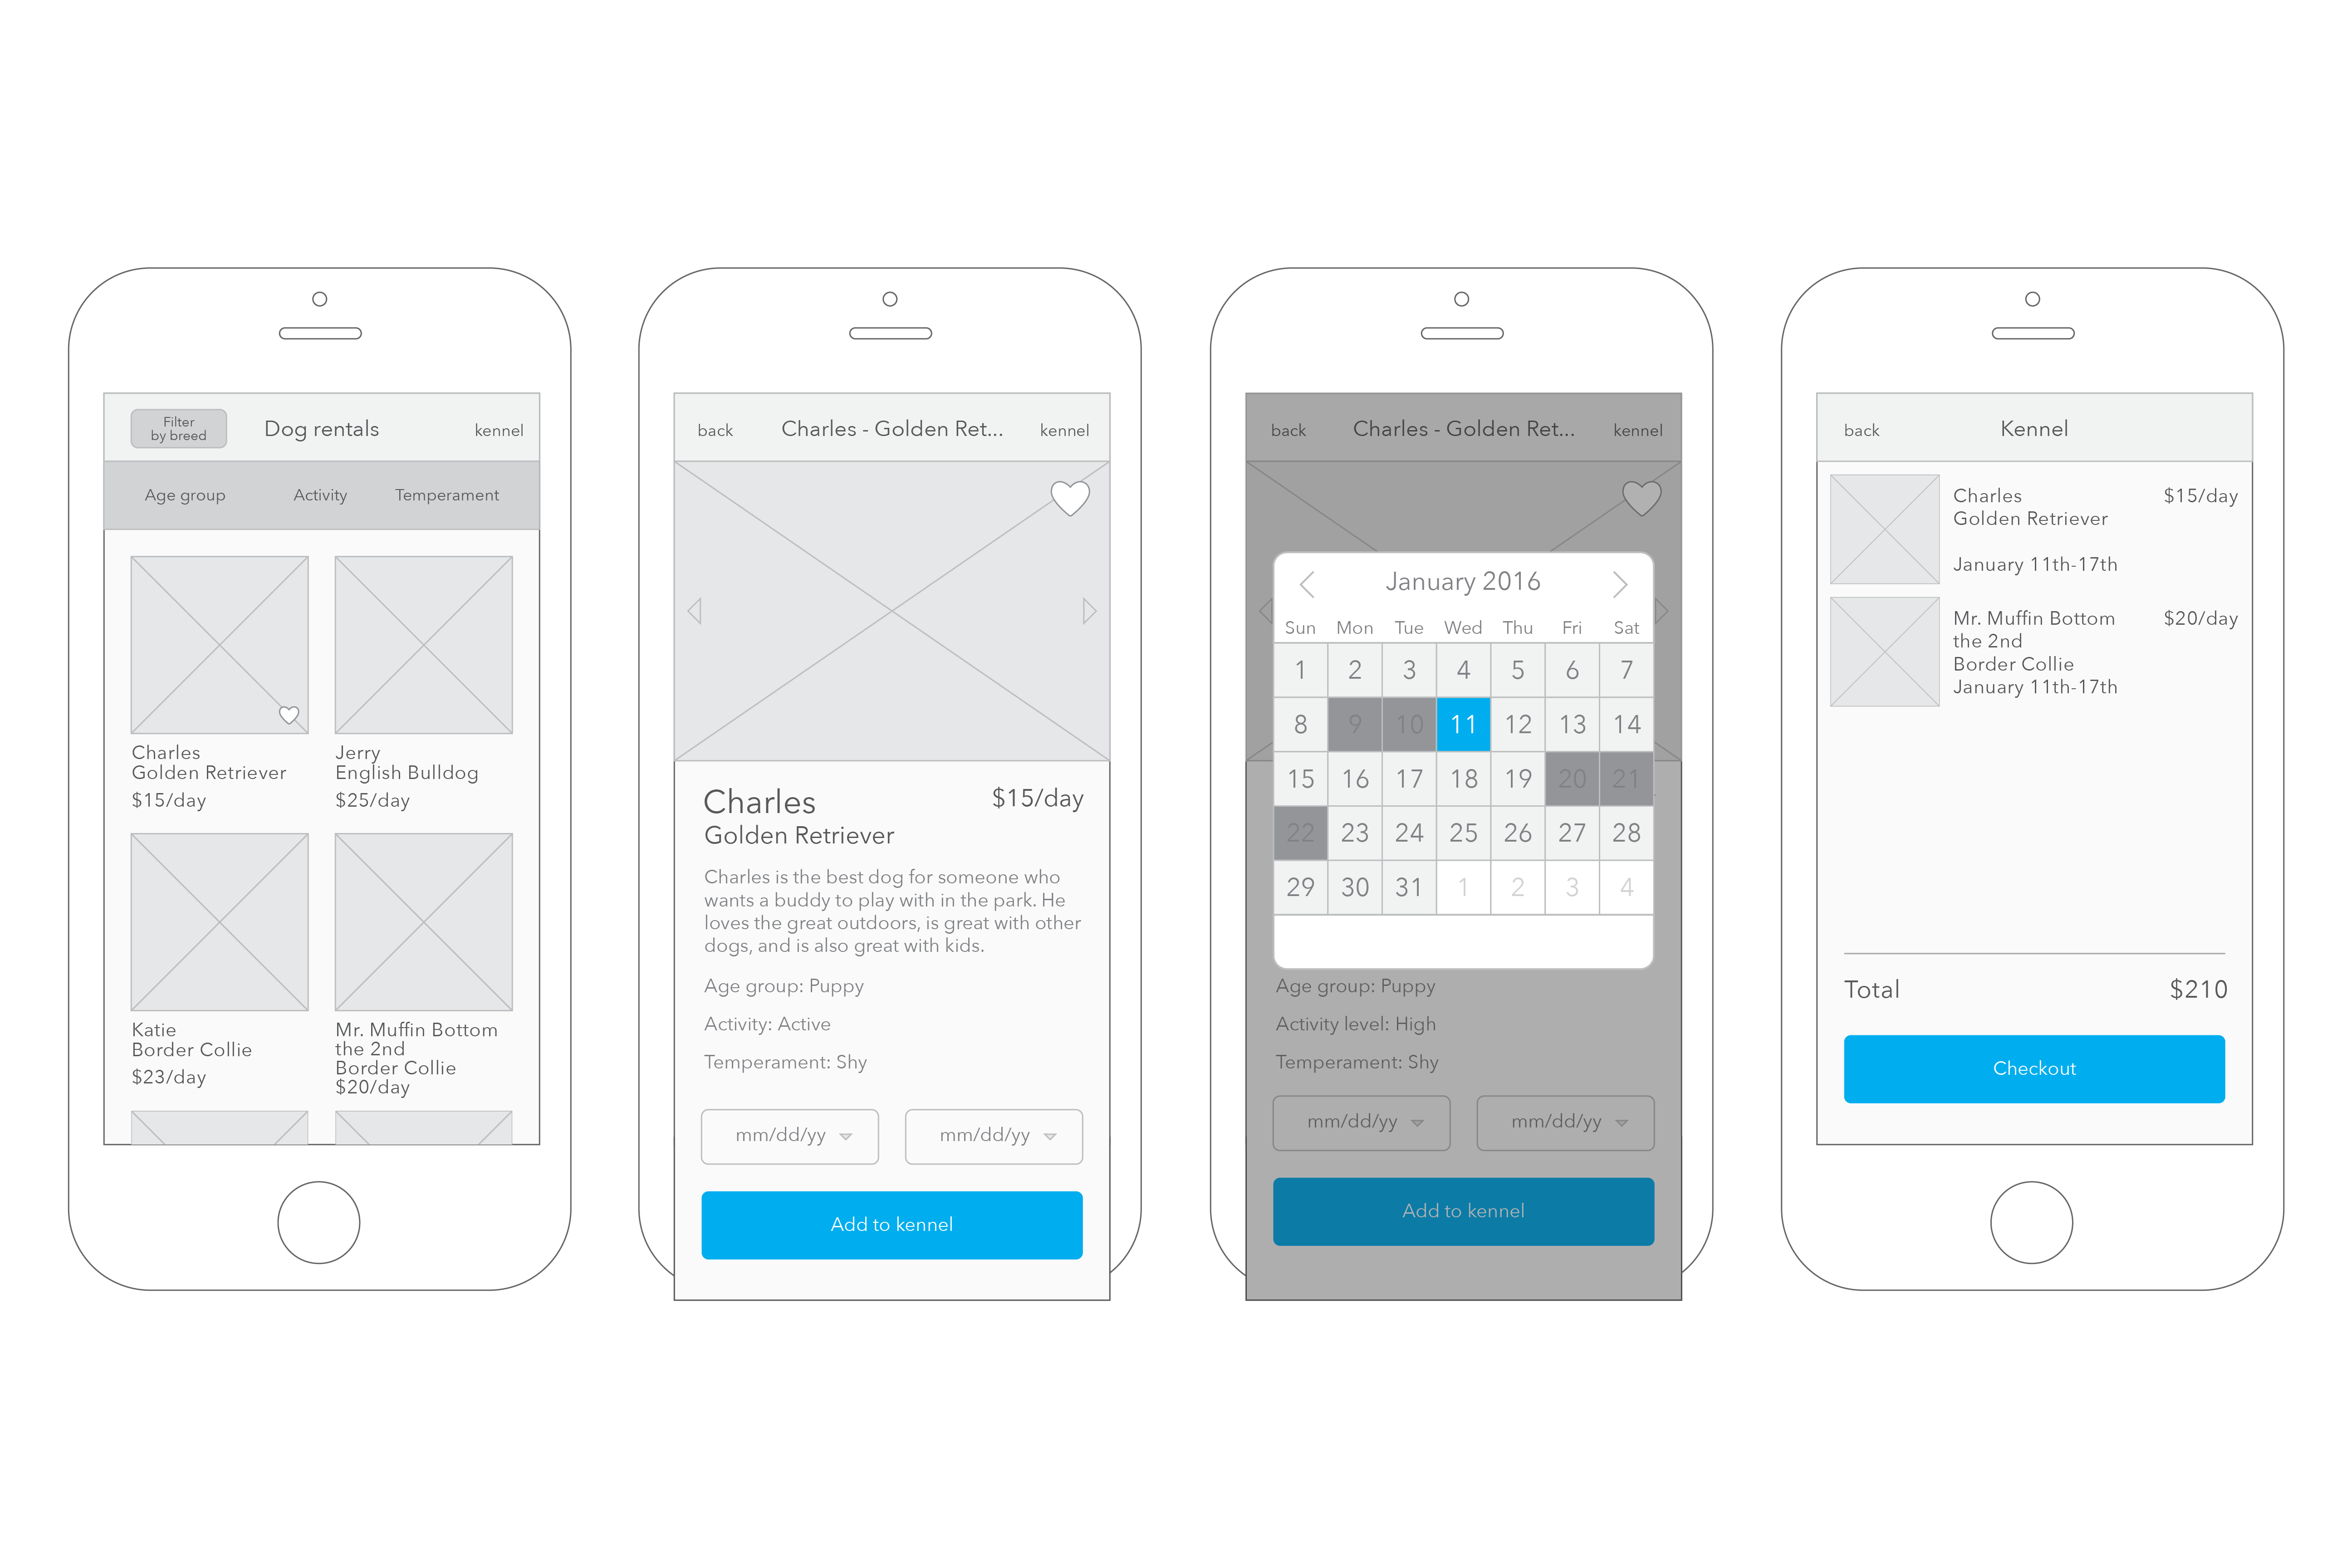 Filter
by breed
Dog rentals
kennel
Age group
Activity
Temperament
Charles
Golden Retriever
$15/day
Jerry
English Bulldog
$25/day
Katie
Border Collie
$23/day
Mr. Muffin Bottom
the 2nd
Border Collie
$20/day
back
Charles - Golden Ret...
kennel
Charles
$15/day
Golden Retriever
Charles is the best dog for someone who
wants a buddy to play with in the park. He
loves the great outdoors, is great with other
dogs, and is also great with kids.
Age group: Puppy
Activity: Active
Temperament: Shy
mm/dd/yy
mm/dd/yy
Add to kennel
back
Charles - Golden Ret...
kennel
January 2016
Sun Mon Tue Wed Thu Fri Sat
1 2 3 4 5 6 7
8 9 10 11 12 13 14
15 16 17 18 19 20 21
22 23 24 25 26 27 28
29 30 31 1 2 3 4
Age group: Puppy
Activity level: High
Temperament: Shy
mm/dd/yy
mm/dd/yy
Add to kennel
back
Kennel
Charles
$15/day
Golden Retriever
January 11th-17th
Mr. Muffin Bottom
$20/day
the 2nd
Border Collie
January 11th-17th
Total
$210
Checkout